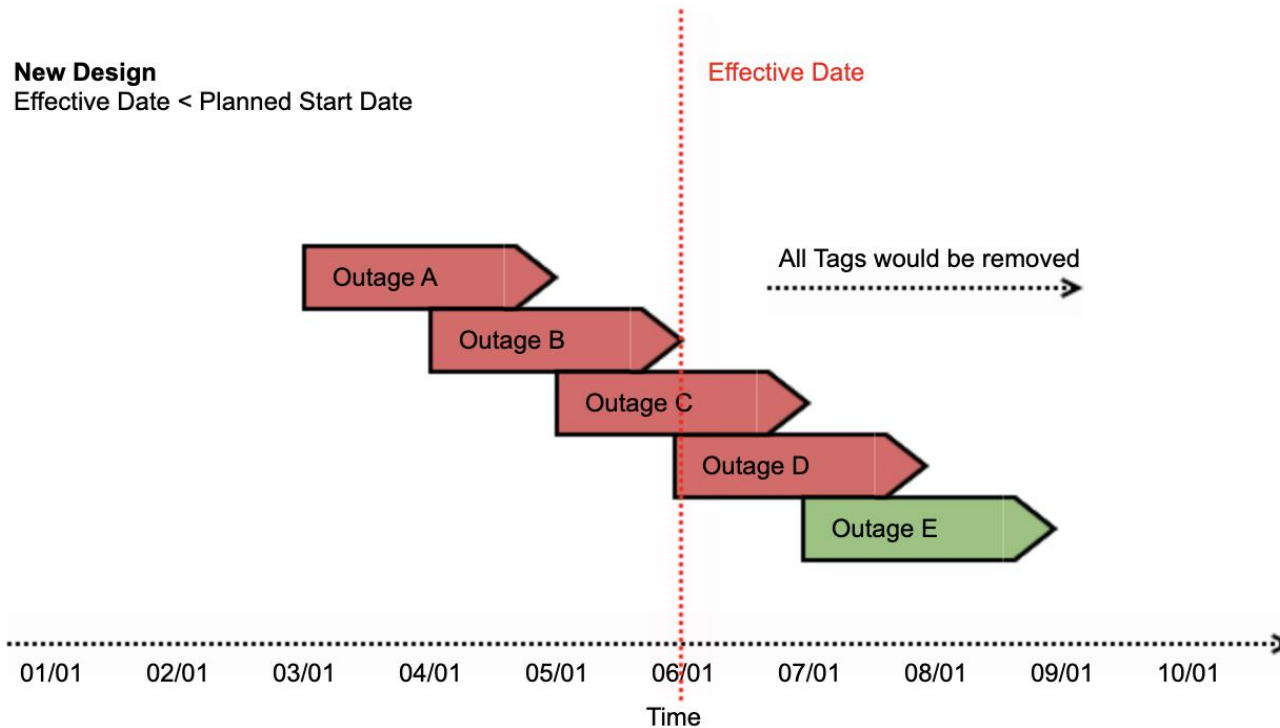 New Design
Effective Date < Planned Start Date
Effective Date
Outage A
All Tags would be removed
Outage B
Outage C
Outage D
Outage E
01/01 02/01 03/01 04/01 05/01 06/01 07/01 08/01 09/01 10/01
Time